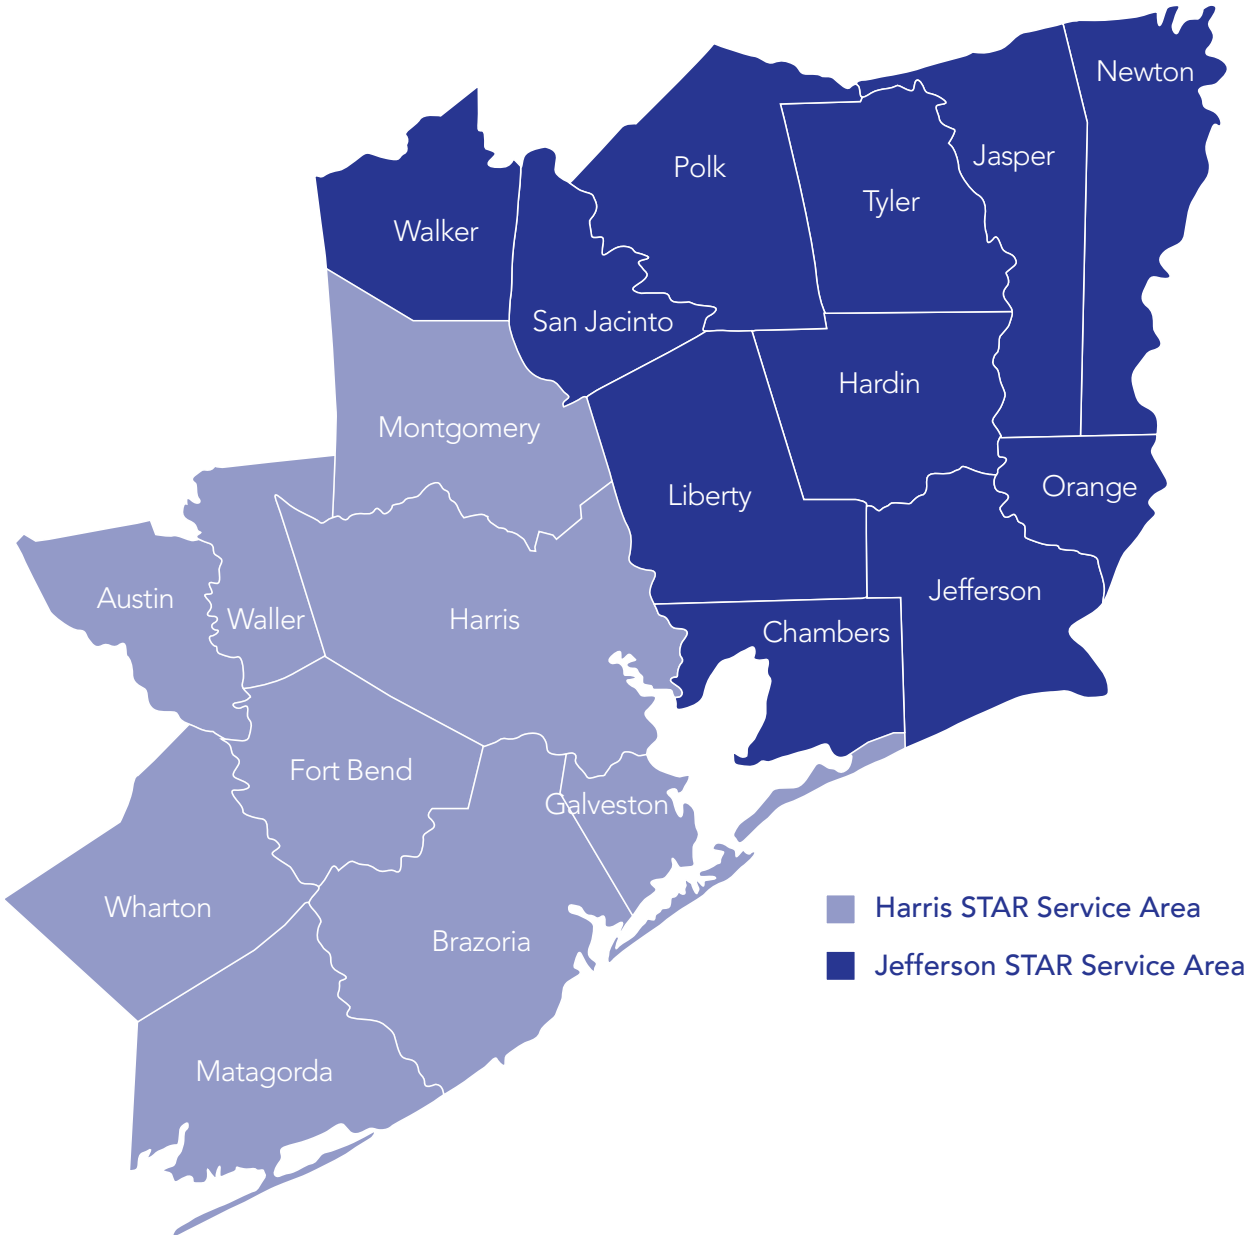 Newton
Jasper
Polk
Tyler
Walker
San Jacinto
Hardin
Montgomery
Liberty
Orange
Jefferson
Austin
Waller
Harris
Chambers
Fort Bend
Galveston
Wharton
Brazoria
Matagorda
Harris STAR Service Area
Jefferson STAR Service Area